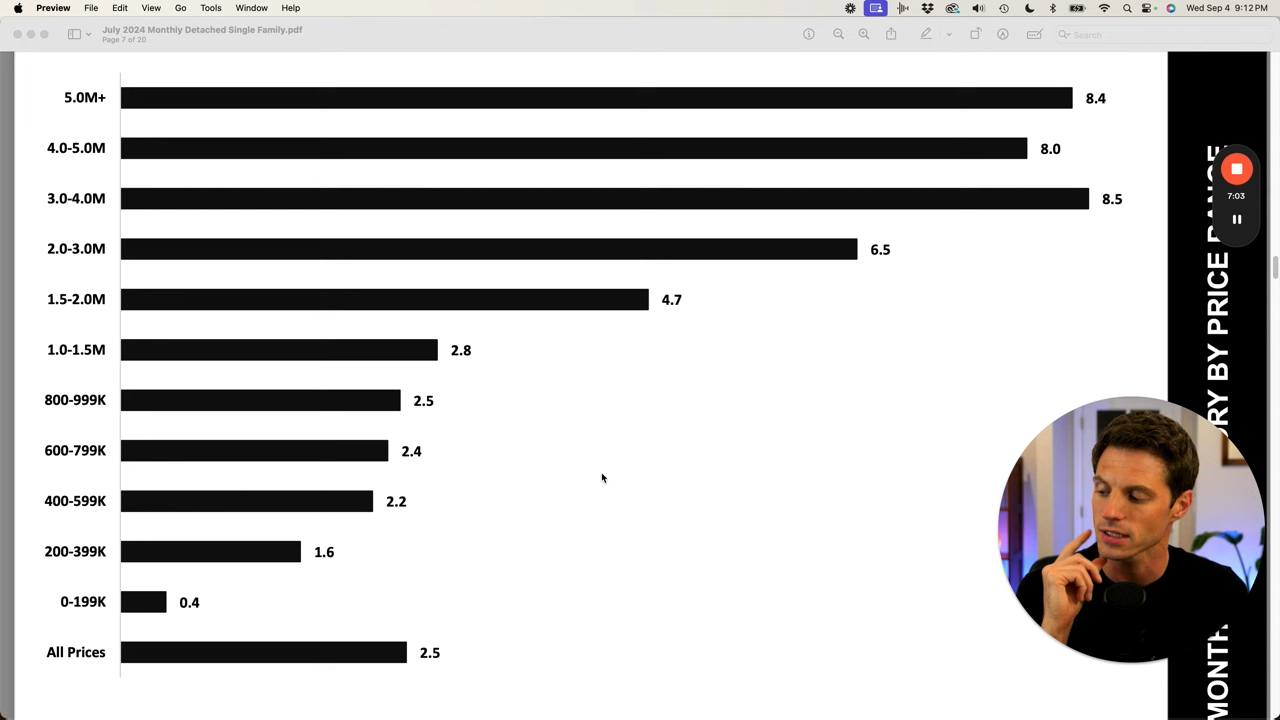 Preview File Edit View Go Tools Window Help Wed Sep 4 9:12 PM
July 2024 Monthly Detached Single Family.pdf
Page 7 of 20
Search
5.0M+ 8.4
4.0-5.0M 8.0
3.0-4.0M 8.5
2.0-3.0M 6.5
1.5-2.0M 4.7
1.0-1.5M 2.8
800-999K 2.5
600-799K 2.4
400-599K 2.2
200-399K 1.6
0-199K 0.4
All Prices 2.5
BY PRICE
7:03